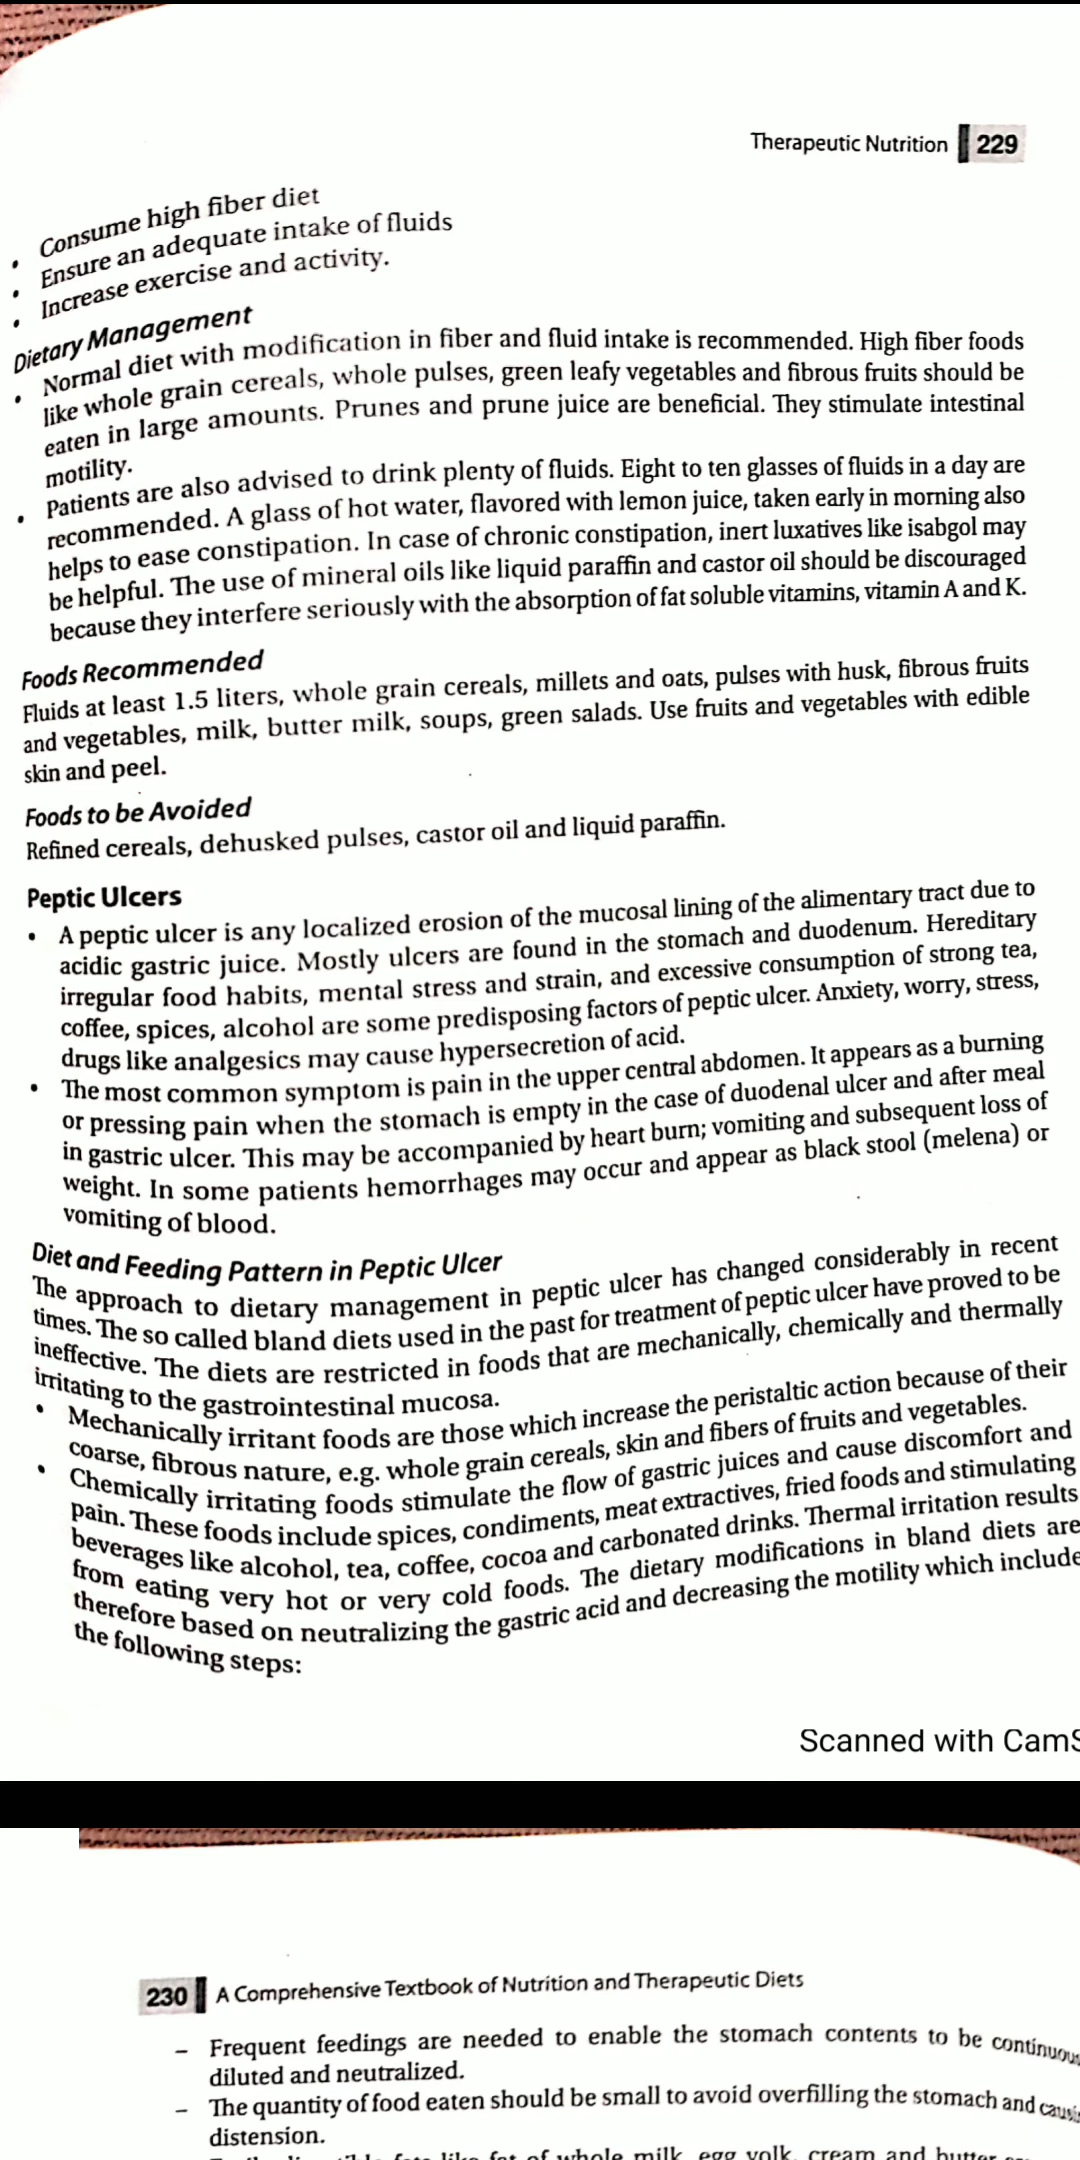 Therapeutic Nutrition 229
• Consume high fiber diet
• Ensure an adequate intake of fluids
• Increase exercise and activity.
Dietary Management
• Normal diet with modification in fiber and fluid intake is recommended. High fiber foods
like whole grain cereals, whole pulses, green leafy vegetables and fibrous fruits should be
eaten in large amounts. Prunes and prune juice are beneficial. They stimulate intestinal
motility.
• Patients are also advised to drink plenty of fluids. Eight to ten glasses of fluids in a day are
recommended. A glass of hot water, flavored with lemon juice, taken early in morning also
helps to ease constipation. In case of chronic constipation, inert luxatives like isabgol may
be helpful. The use of mineral oils like liquid paraffin and castor oil should be discouraged
because they interfere seriously with the absorption of fat soluble vitamins, vitamin A and K.
Foods Recommended
Fluids at least 1.5 liters, whole grain cereals, millets and oats, pulses with husk, fibrous fruits
and vegetables, milk, butter milk, soups, green salads. Use fruits and vegetables with edible
skin and peel.
Foods to be Avoided
Refined cereals, dehusked pulses, castor oil and liquid paraffin.
Peptic Ulcers
• A peptic ulcer is any localized erosion of the mucosal lining of the alimentary tract due to
acidic gastric juice. Mostly ulcers are found in the stomach and duodenum. Hereditary
irregular food habits, mental stress and strain, and excessive consumption of strong tea,
coffee, spices, alcohol are some predisposing factors of peptic ulcer. Anxiety, worry, stress,
drugs like analgesics may cause hypersecretion of acid.
• The most common symptom is pain in the upper central abdomen. It appears as a burning
or pressing pain when the stomach is empty in the case of duodenal ulcer and after meal
in gastric ulcer. This may be accompanied by heart burn; vomiting and subsequent loss of
weight. In some patients hemorrhages may occur and appear as black stool (melena) or
vomiting of blood.
Diet and Feeding Pattern in Peptic Ulcer
The approach to dietary management in peptic ulcer has changed considerably in recent
times. The so called bland diets used in the past for treatment of peptic ulcer have proved to be
ineffective. The diets are restricted in foods that are mechanically, chemically and thermally
irritating to the gastrointestinal mucosa.
• Mechanically irritant foods are those which increase the peristaltic action because of their
coarse, fibrous nature, e.g. whole grain cereals, skin and fibers of fruits and vegetables.
• Chemically irritating foods stimulate the flow of gastric juices and cause discomfort and
pain. These foods include spices, condiments, meat extractives, fried foods and stimulating
beverages like alcohol, tea, coffee, cocoa and carbonated drinks. Thermal irritation results
from eating very hot or very cold foods. The dietary modifications in bland diets are
therefore based on neutralizing the gastric acid and decreasing the motility which include
the following steps:
Scanned with CamS
230 A Comprehensive Textbook of Nutrition and Therapeutic Diets
– Frequent feedings are needed to enable the stomach contents to be continuous
diluted and neutralized.
– The quantity of food eaten should be small to avoid overfilling the stomach and causi
distension.
like fat of whole milk, egg yolk, cream and butter